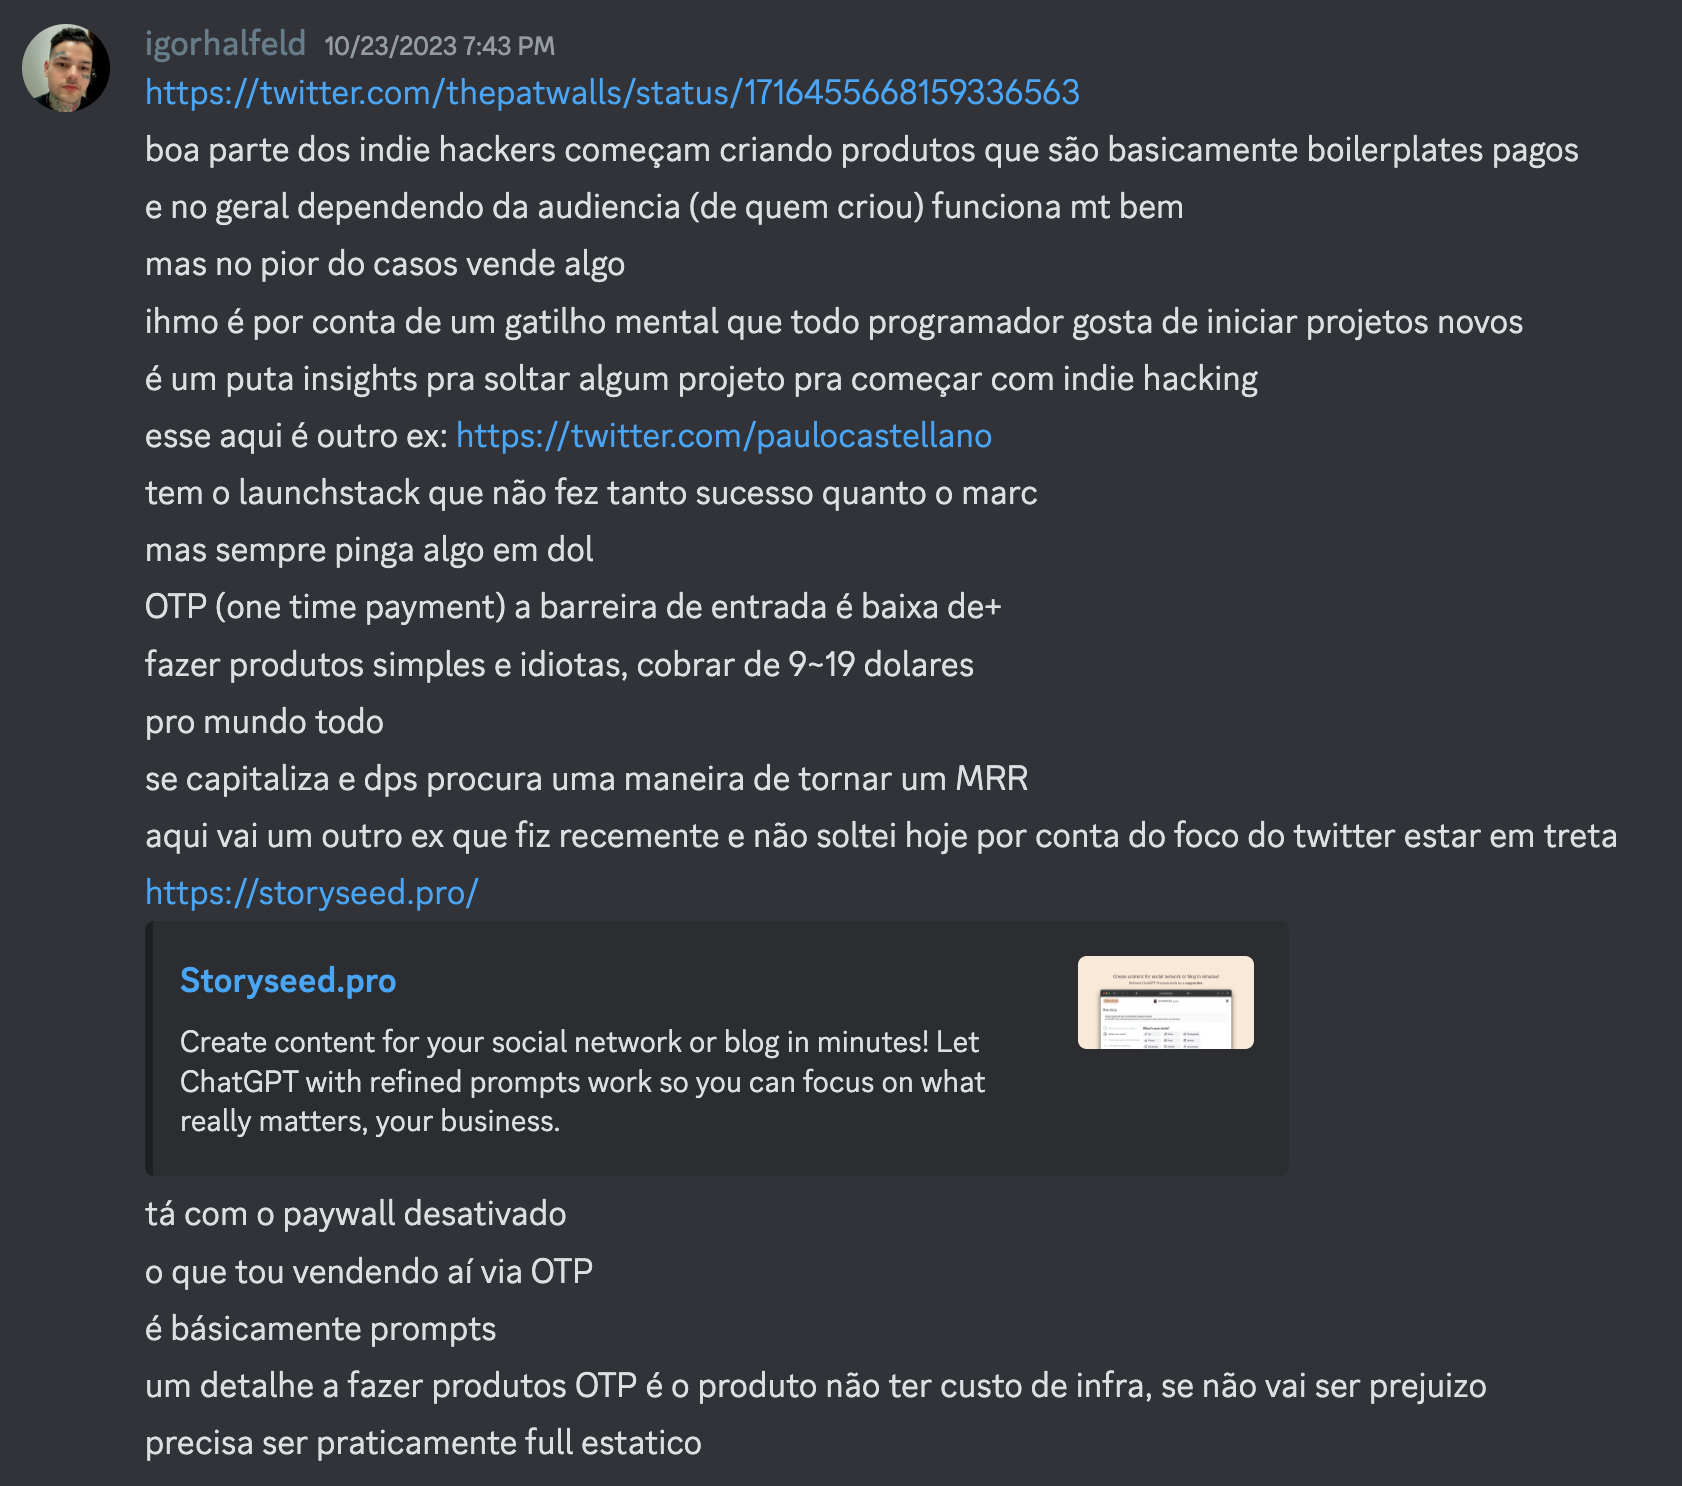 igorhalfeld 10/23/2023 7:43 PM
https://twitter.com/thepatwalls/status/1716455668159336563
boa parte dos indie hackers começam criando produtos que são basicamente boilerplates pagos
e no geral dependendo da audiencia (de quem criou) funciona mt bem
mas no pior do casos vende algo
ihmo é por conta de um gatilho mental que todo programador gosta de iniciar projetos novos
é um puta insights pra soltar algum projeto pra começar com indie hacking
esse aqui é outro ex: https://twitter.com/paulocastellano
tem o launchstack que não fez tanto sucesso quanto o marc
mas sempre pinga algo em dol
OTP (one time payment) a barreira de entrada é baixa de+
fazer produtos simples e idiotas, cobrar de 9~19 dolares
pro mundo todo
se capitaliza e dps procura uma maneira de tornar um MRR
aqui vai um outro ex que fiz recemente e não soltei hoje por conta do foco do twitter estar em treta
https://storyseed.pro/
Storyseed.pro
Create content for your social network or blog in minutes! Let
ChatGPT with refined prompts work so you can focus on what
really matters, your business.
Create content for social network or blog in minutes!
tá com o paywall desativado
o que tou vendendo aí via OTP
é básicamente prompts
um detalhe a fazer produtos OTP é o produto não ter custo de infra, se não vai ser prejuizo
precisa ser praticamente full estatico